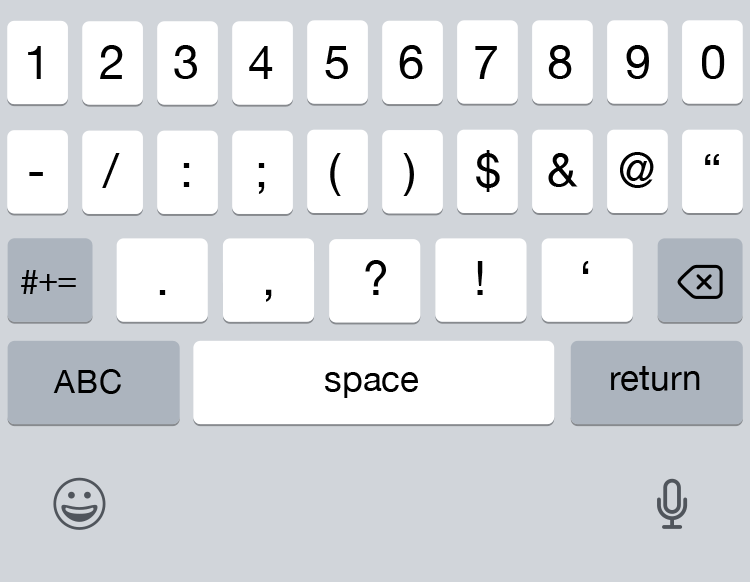 1 2 3 4 5 6 7 8 9 0
- / : ; ( ) $ & @ “
#+= . , ? ! ‘
ABC space return